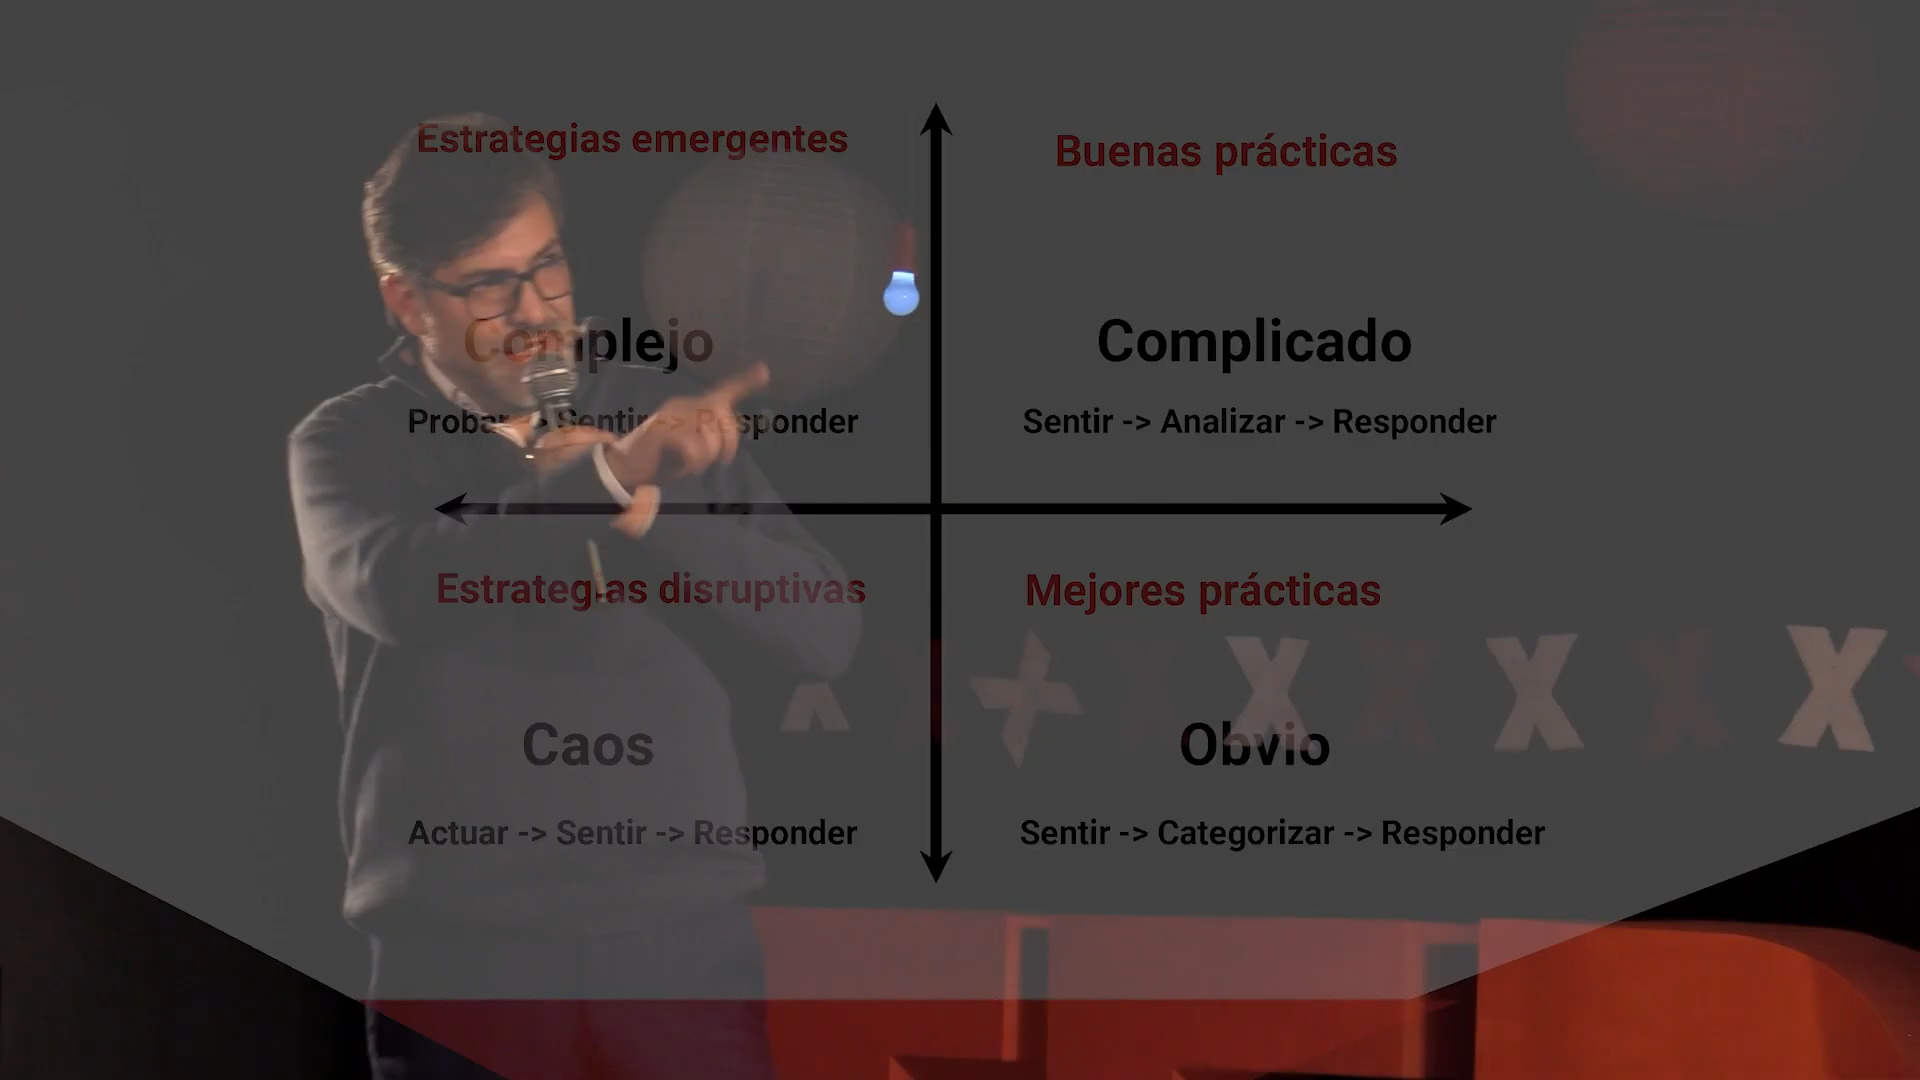 Estrategias emergentes
Buenas prácticas
Complejo
Complicado
Probar -> Sentir -> Responder
Sentir -> Analizar -> Responder
Estrategias disruptivas
Mejores prácticas
X X X X X X
Caos
Obvio
Actuar -> Sentir -> Responder
Sentir -> Categorizar -> Responder